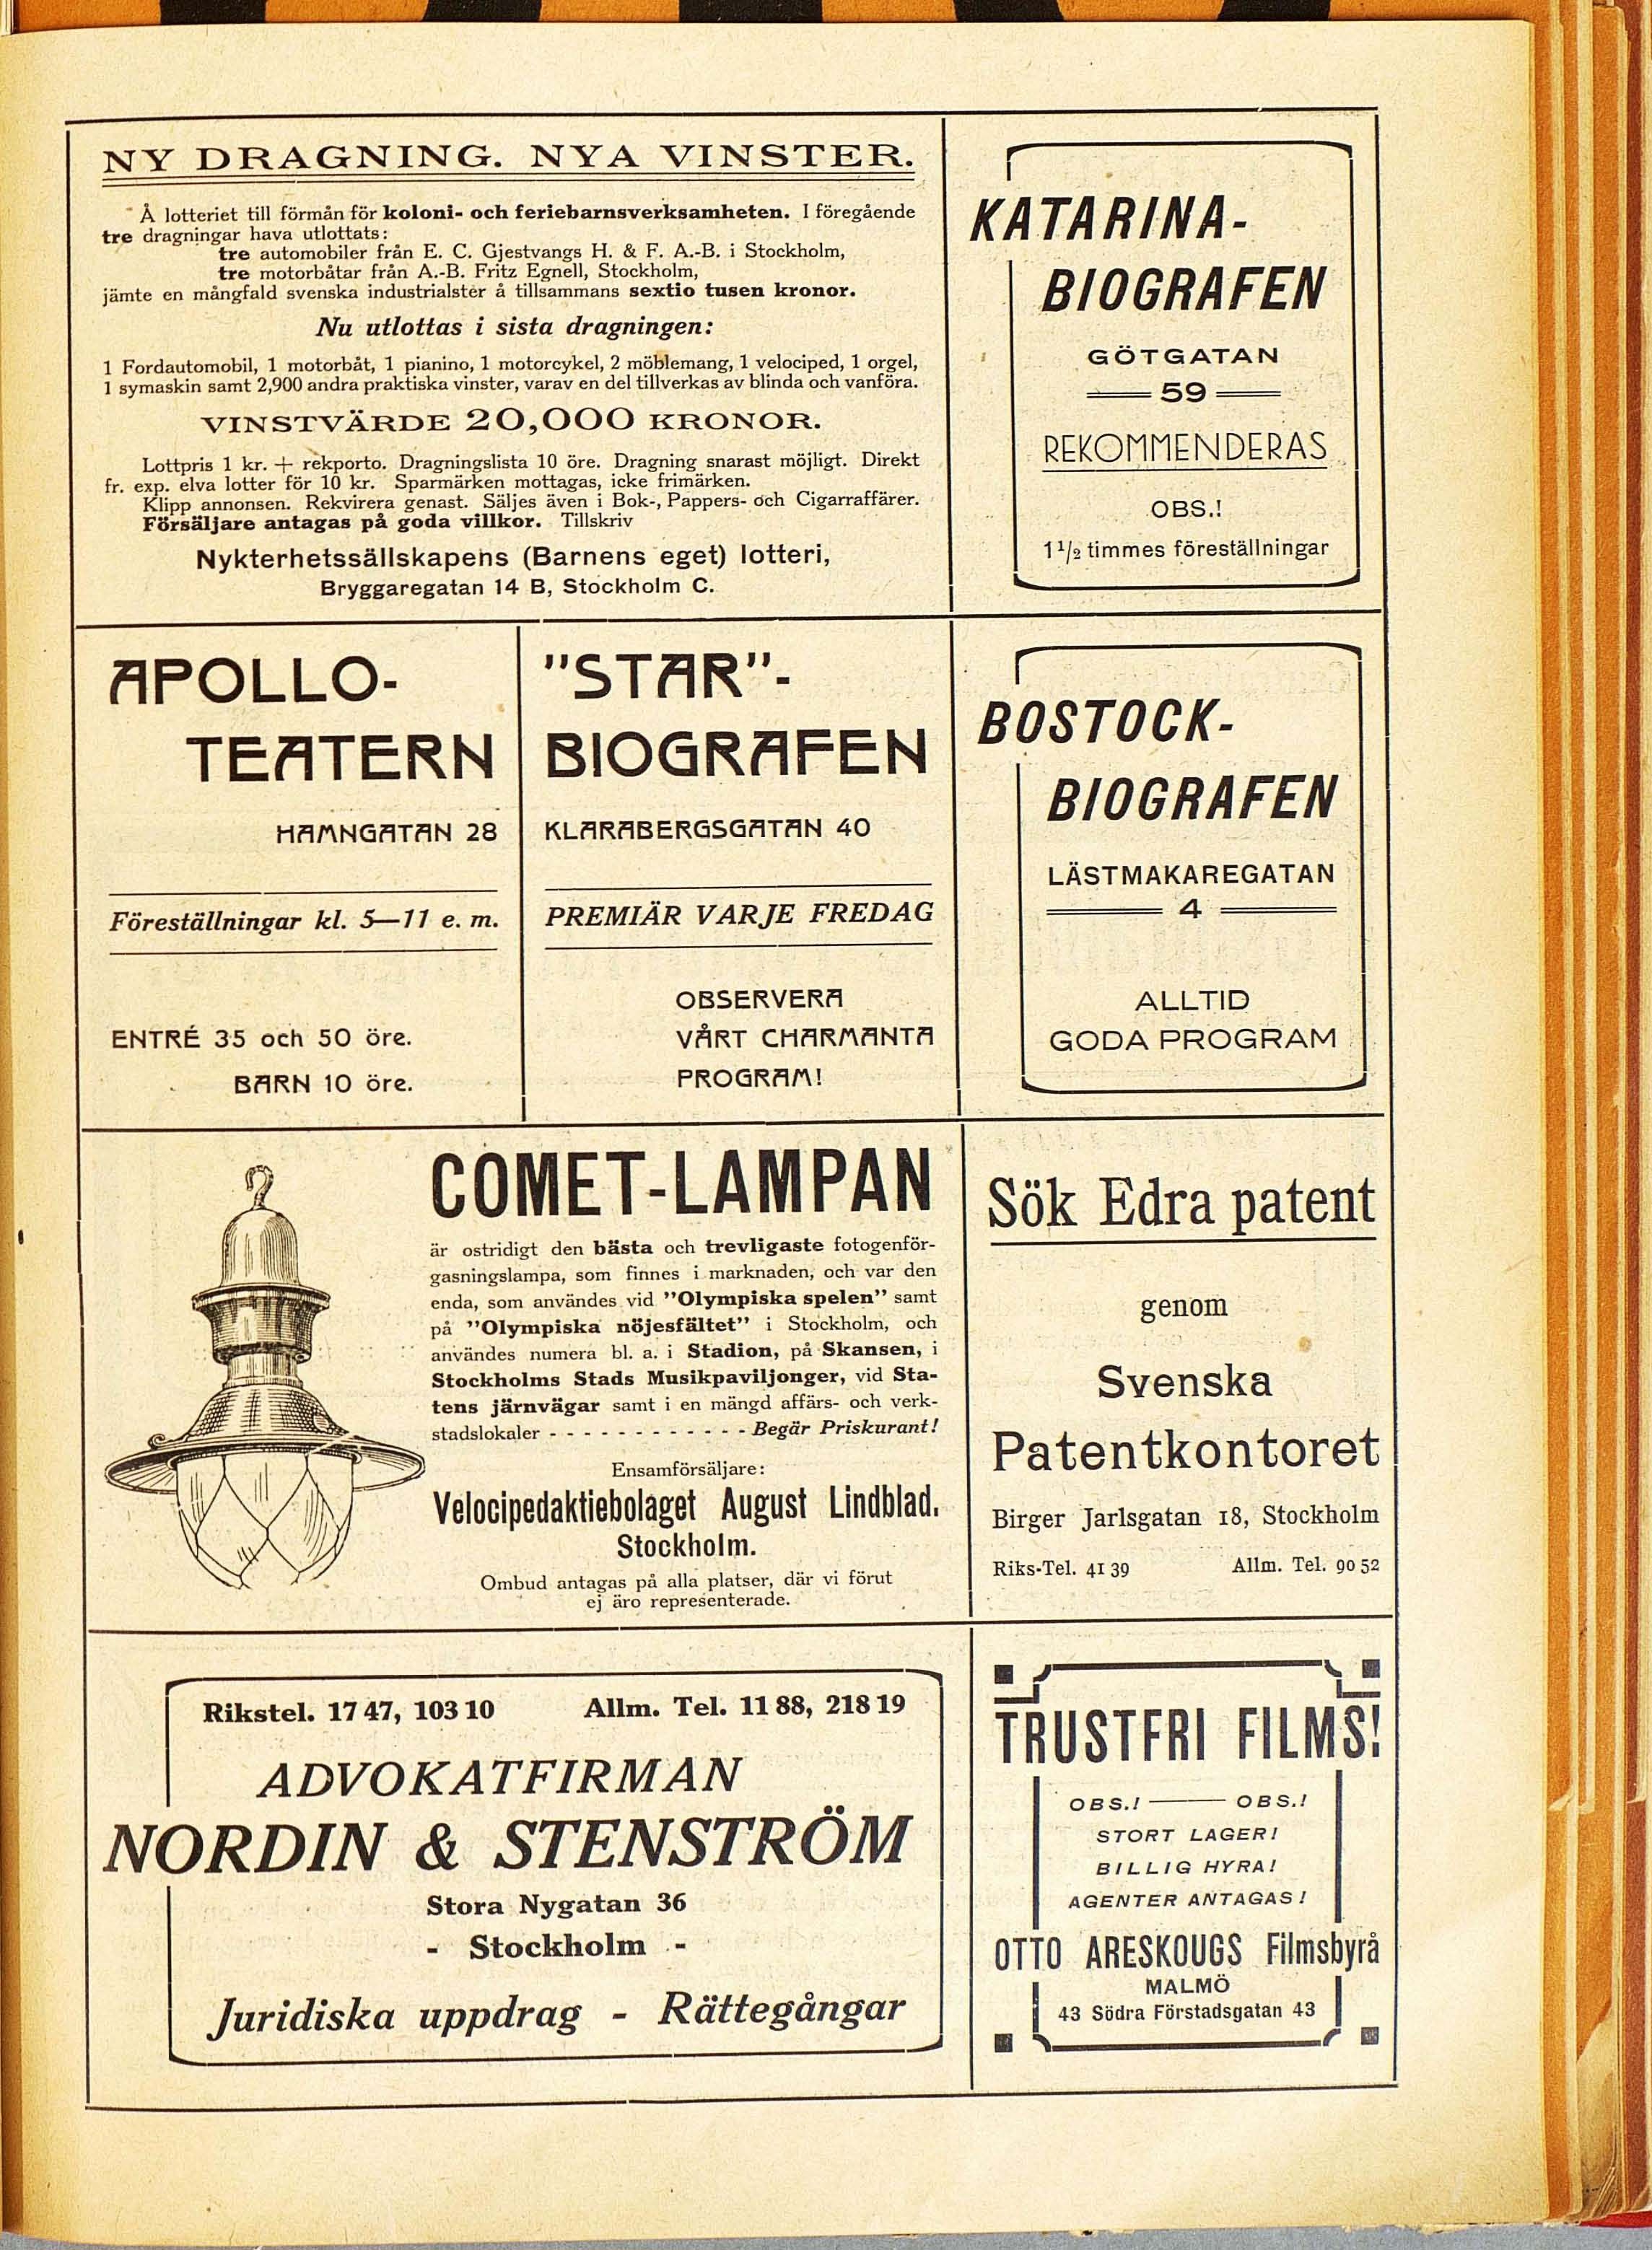 NY DRAGNING. NYA VINSTER.
Å lotteriet till förmån för koloni- och feriebarnsverksamheten. I föregående
tre dragningar hava utlottats:
tre automobiler från E. C. Gjestvangs H. & F. A.-B. i Stockholm,
tre motorbåtar från A.-B. Fritz Egnell, Stockholm,
jämte en mångfald svenska industrialster å tillsammans sextio tusen kronor.
Nu utlottas i sista dragningen:
1 Fordautomobil, 1 motorbåt, 1 pianino, 1 motorcykel, 2 möblemang, 1 velociped, 1 orgel,
1 symaskin samt 2,900 andra praktiska vinster, varav en del tillverkas av blinda och vanföra.
VINSTVÄRDE 20,000 KRONOR.
Lottpris 1 kr. + rekporto. Dragningslista 10 öre. Dragning snarast möjligt. Direkt
fr. exp. elva lotter för 10 kr. Sparmärken mottagas, icke frimärken.
Klipp annonsen. Rekvirera genast. Säljes även i Bok-, Pappers- och Cigarraffärer.
Försäljare antagas på goda villkor. Tillskriv
Nykterhetssällskapens (Barnens eget) lotteri,
Bryggaregatan 14 B, Stockholm C.
KATARINA-
BIOGRAFEN
GÖTGATAN
59
REKOMMENDERAS
OBS.!
1 1/2 timmes föreställningar
APOLLO-
TEATERN
HAMNGATAN 28
Föreställningar kl. 5—11 e. m.
ENTRÉ 35 och 50 öre.
BARN 10 öre.
"STAR"-
BIOGRAFEN
KLARABERGSGATAN 40
PREMIÄR VARJE FREDAG
OBSERVERA
VÅRT CHARMANTA
PROGRAM!
BOSTOCK-
BIOGRAFEN
LÄSTMAKAREGATAN
4
ALLTID
GODA PROGRAM
COMET-LAMPAN
är ostridigt den bästa och trevligaste fotogenför-
gasningslampa, som finnes i marknaden, och var den
enda, som användes vid "Olympiska spelen" samt
på "Olympiska nöjesfältet" i Stockholm, och
användes numera bl. a. i Stadion, på Skansen, i
Stockholms Stads Musikpaviljonger, vid Sta-
tens järnvägar samt i en mängd affärs- och verk-
stadslokaler - - - - - - - - - - - - Begär Priskurant!
Ensamförsäljare:
Velocipedaktiebolaget August Lindblad,
Stockholm.
Ombud antagas på alla platser, där vi förut
ej äro representerade.
Sök Edra patent
genom
Svenska
Patentkontoret
Birger Jarlsgatan 18, Stockholm
Riks-Tel. 41 39 Allm. Tel. 90 52
Rikstel. 17 47, 103 10 Allm. Tel. 11 88, 218 19
ADVOKATFIRMAN
NORDIN & STENSTRÖM
Stora Nygatan 36
- Stockholm -
Juridiska uppdrag - Rättegångar
TRUSTFRI FILMS!
OBS.! —— OBS.!
STORT LAGER!
BILLIG HYRA!
AGENTER ANTAGAS!
OTTO ARESKOUGS Filmsbyrå
MALMÖ
43 Södra Förstadsgatan 43